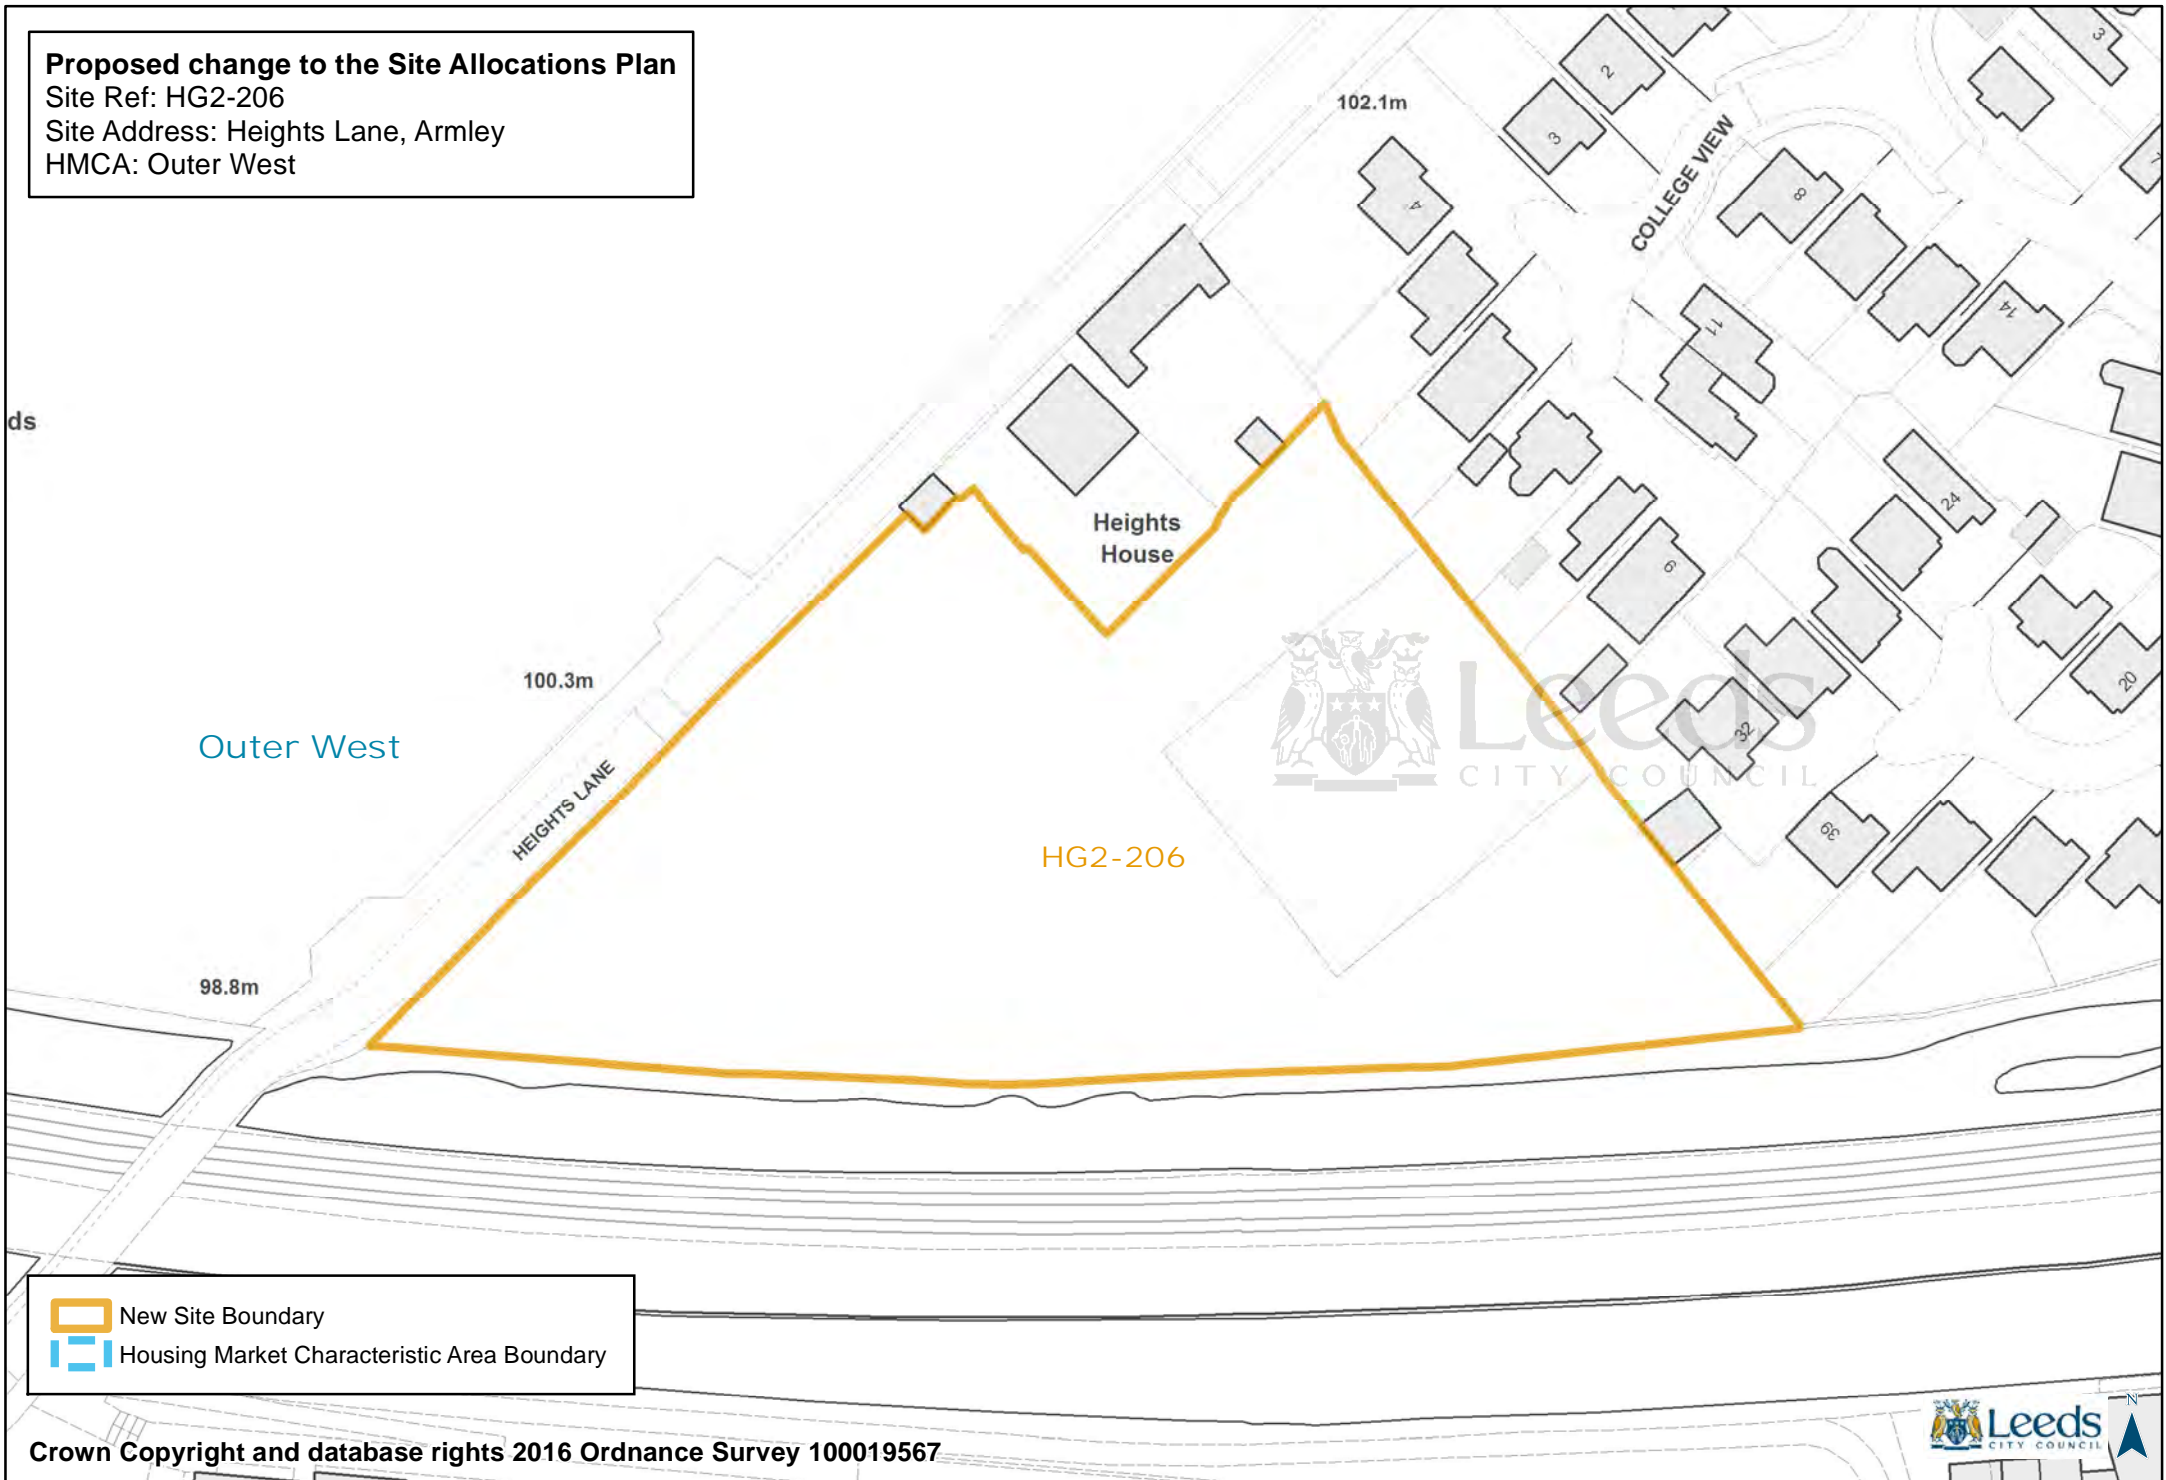 Proposed change to the Site Allocations Plan
Site Ref: HG2-206
Site Address: Heights Lane, Armley
HMCA: Outer West
102.1m
3
2
3
COLLEGE VIEW
4
8
14
11
ds
24
Heights
House
9
100.3m
Leeds
CITY COUNCIL
20
32
Outer West
HEIGHTS LANE
39
HG2-206
98.8m
New Site Boundary
Housing Market Characteristic Area Boundary
N
Leeds
CITY COUNCIL
Crown Copyright and database rights 2016 Ordnance Survey 100019567